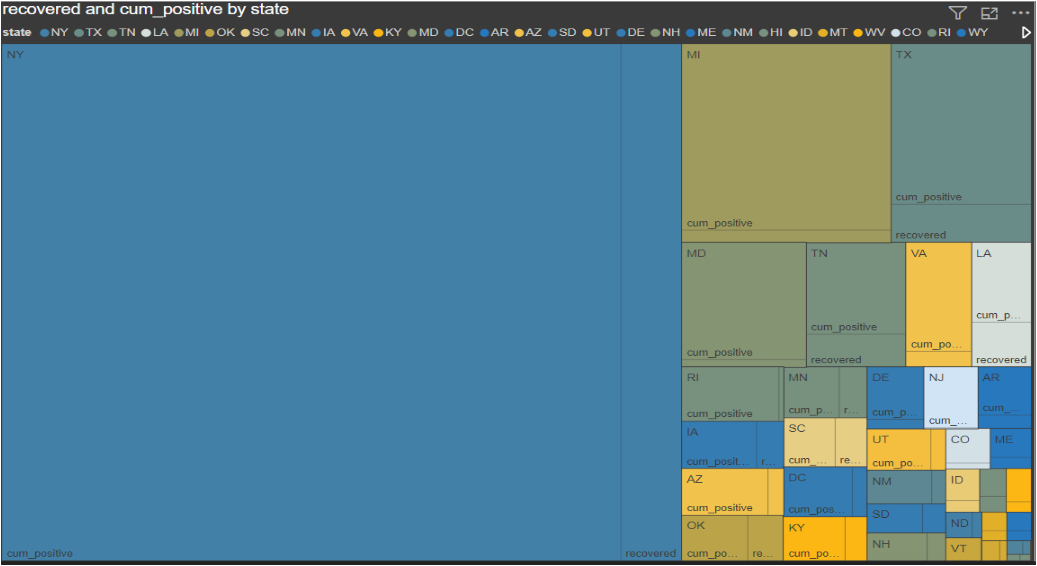 recovered and cum_positive by state
state NY TX TN LA MI OK SC MN IA VA KY MD DC AR AZ SD UT DE NH ME NM HI ID MT WV CO RI WY
NY
cum_positive
recovered
MI
cum_positive
TX
cum_positive
recovered
MD
cum_positive
TN
cum_positive
recovered
VA
cum_po...
LA
cum_p...
recovered
RI
cum_positive
MN
cum_p...
r...
DE
cum_p...
NJ
cum_...
AR
cum_...
IA
cum_posit...
r...
SC
cum_...
re...
UT
cum_po...
CO
ME
AZ
cum_positive
DC
cum_pos...
NM
ID
SD
ND
OK
cum_po...
re...
KY
cum_po...
NH
VT